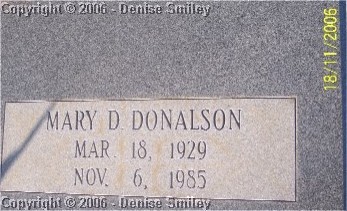 Copyright © 2006 - Denise Smiley
18/11/2006
MARY D. DONALSON
MAR. 18, 1929
NOV. 6, 1985
Copyright © 2006 - Denise Smiley